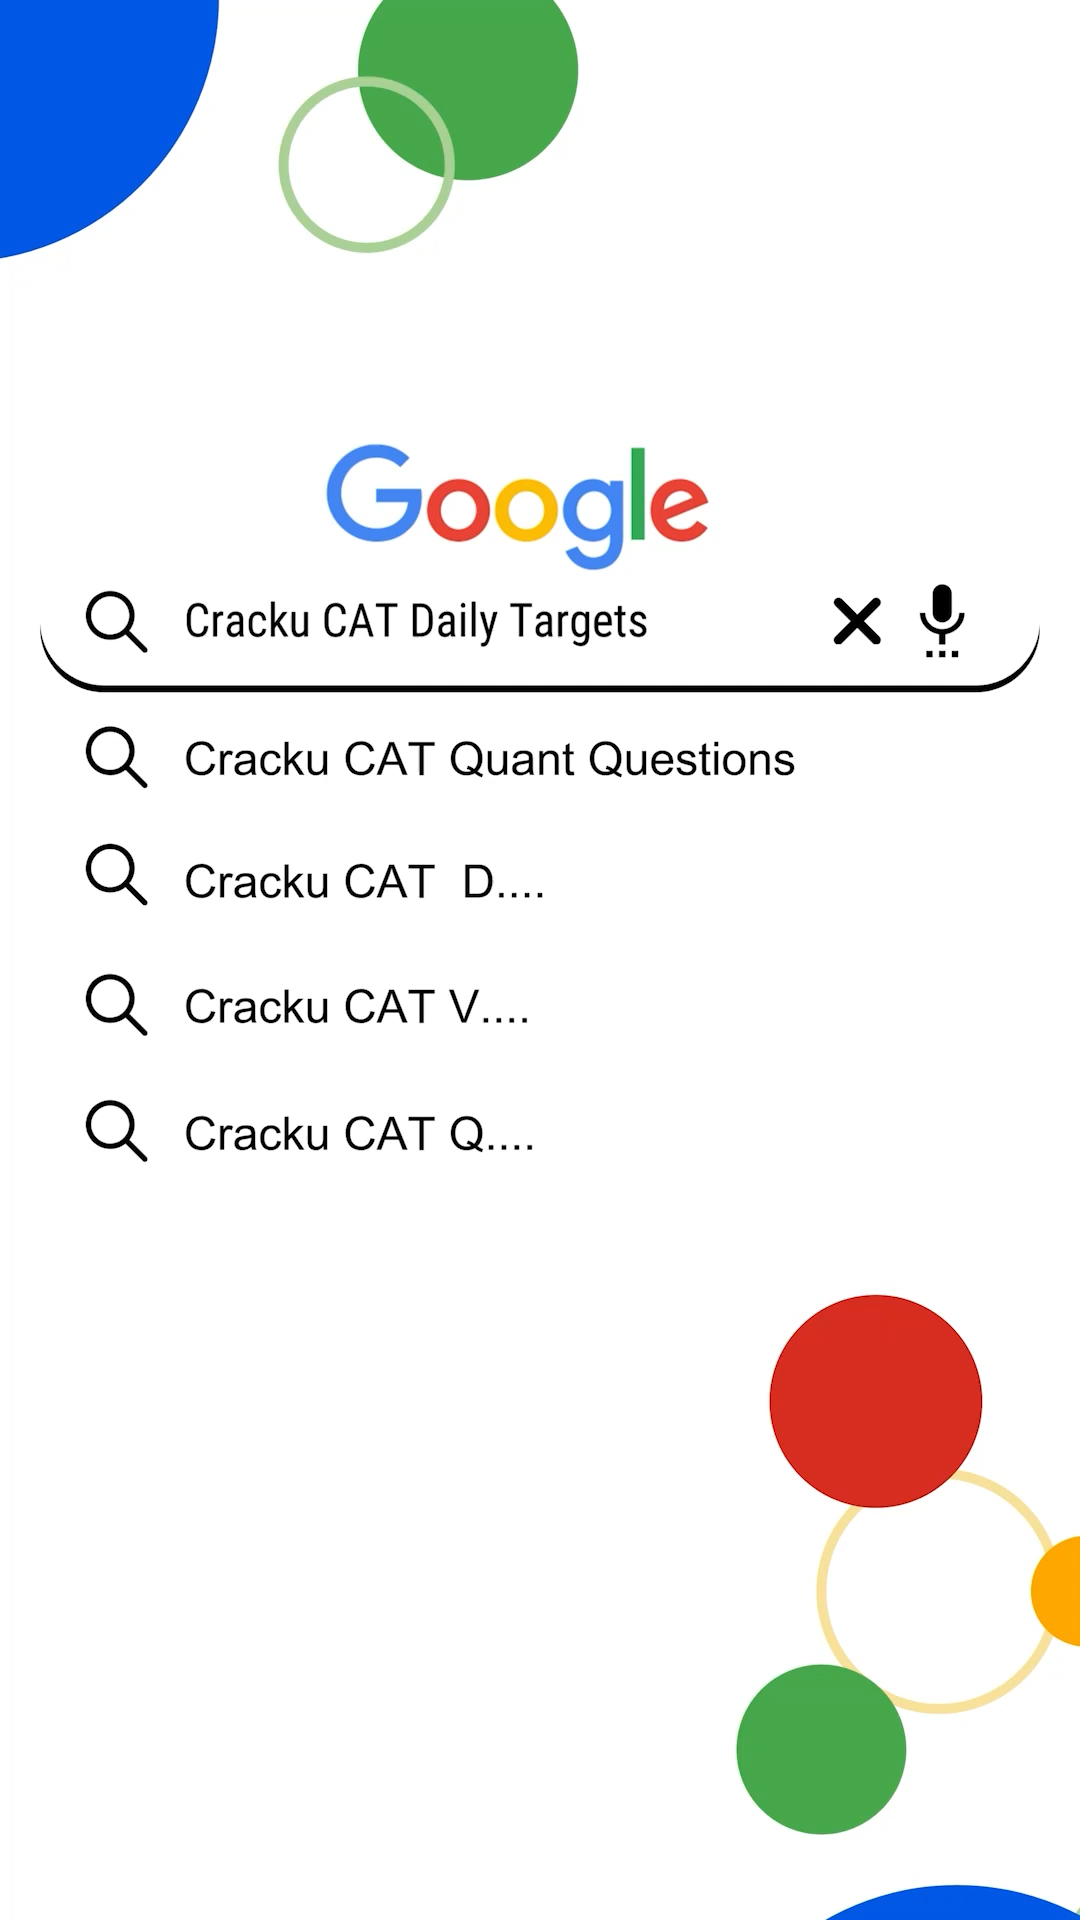 Google
Cracku CAT Daily Targets
Cracku CAT Quant Questions
Cracku CAT  D....
Cracku CAT V....
Cracku CAT Q....